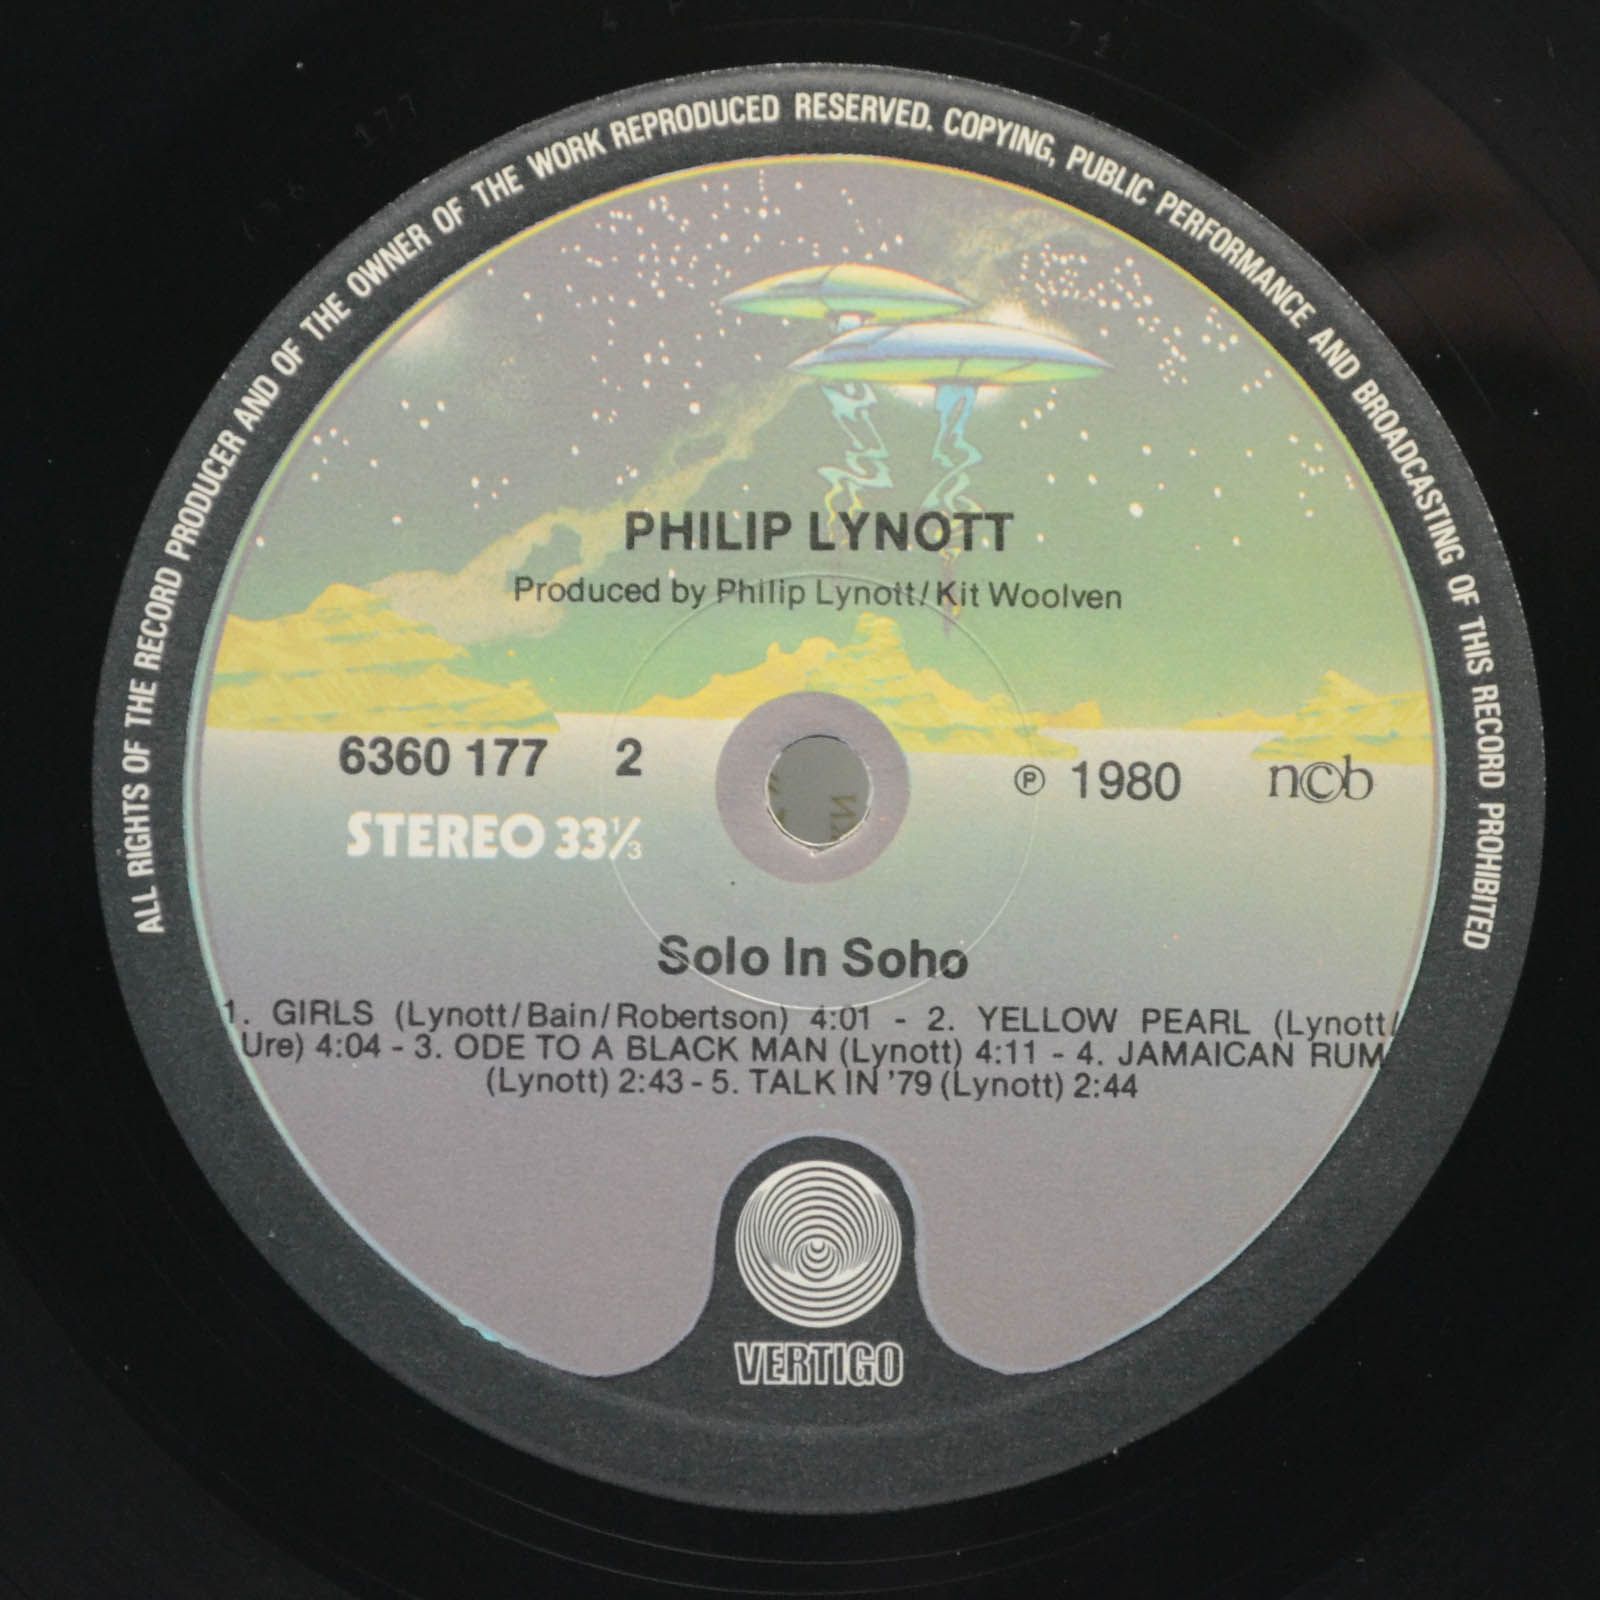 ALL RIGHTS OF THE RECORD PRODUCER AND OF THE OWNER OF THE WORK REPRODUCED RESERVED. COPYING, PUBLIC PERFORMANCE AND BROADCASTING OF THIS RECORD PROHIBITED
PHILIP LYNOTT
Produced by Philip Lynott/Kit Woolven
6360 177 2
℗ 1980 n©b
STEREO 33⅓
Solo In Soho
1. GIRLS (Lynott/Bain/Robertson) 4:01 - 2. YELLOW PEARL (Lynott/
Ure) 4:04 - 3. ODE TO A BLACK MAN (Lynott) 4:11 - 4. JAMAICAN RUM
(Lynott) 2:43 - 5. TALK IN '79 (Lynott) 2:44
VERTIGO